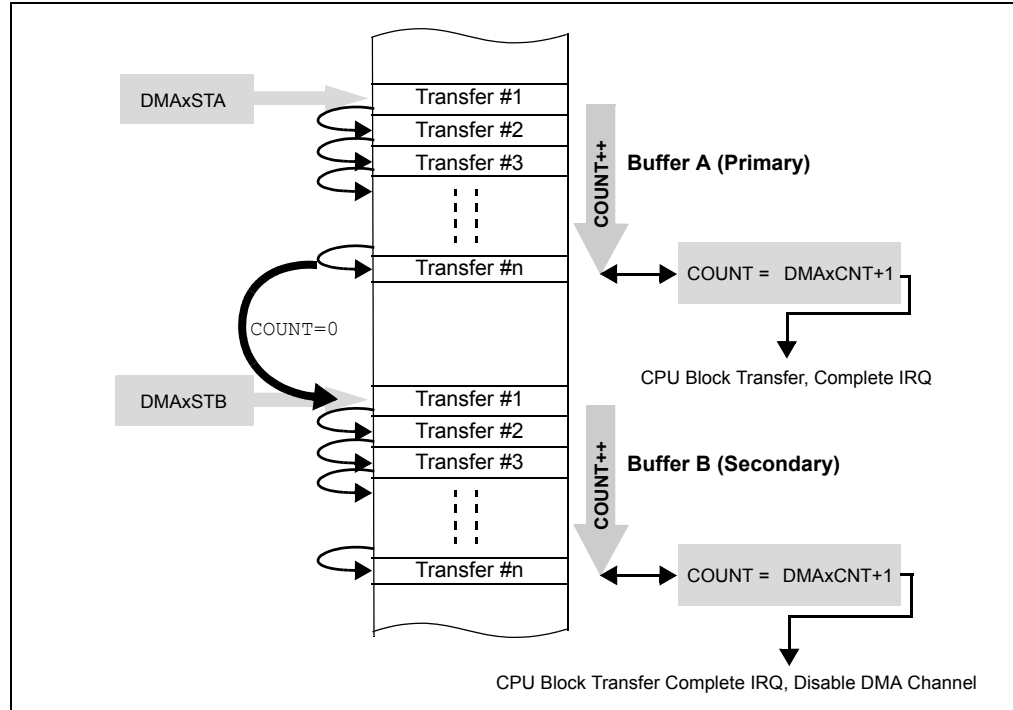 DMAxSTA
Transfer #1
Transfer #2
Transfer #3
Transfer #n
COUNT++
Buffer A (Primary)
COUNT = DMAxCNT+1
CPU Block Transfer, Complete IRQ
COUNT=0
DMAxSTB
Transfer #1
Transfer #2
Transfer #3
Transfer #n
COUNT++
Buffer B (Secondary)
COUNT = DMAxCNT+1
CPU Block Transfer Complete IRQ, Disable DMA Channel